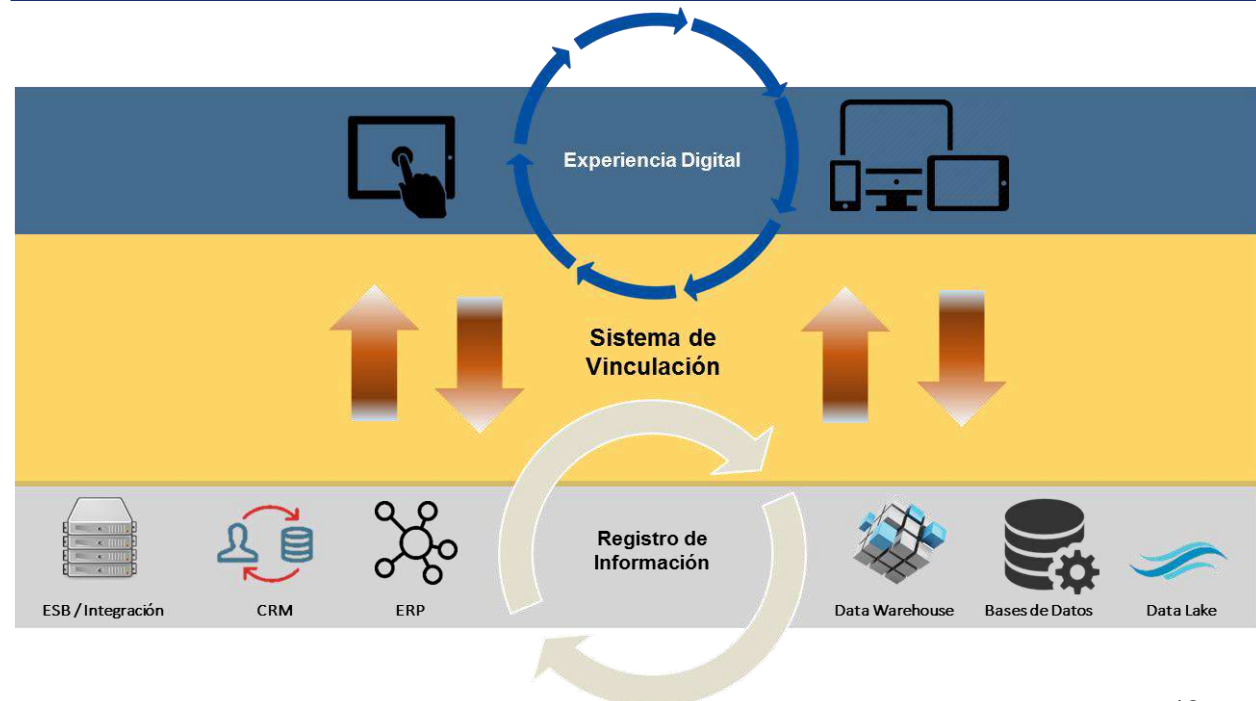 Experiencia Digital
Sistema de
Vinculación
Registro de
Información
ESB / Integración
CRM
ERP
Data Warehouse
Bases de Datos
Data Lake